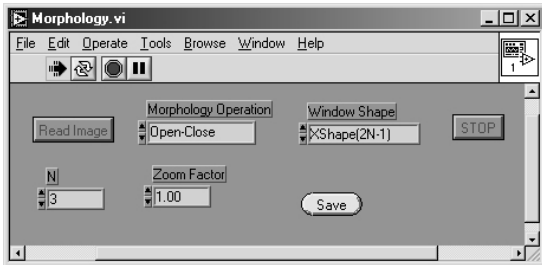 Morphology.vi
File Edit Operate Tools Browse Window Help
1
Morphology Operation
Window Shape
Read Image
Open-Close
XShape(2N-1)
STOP
N
Zoom Factor
3
1.00
Save